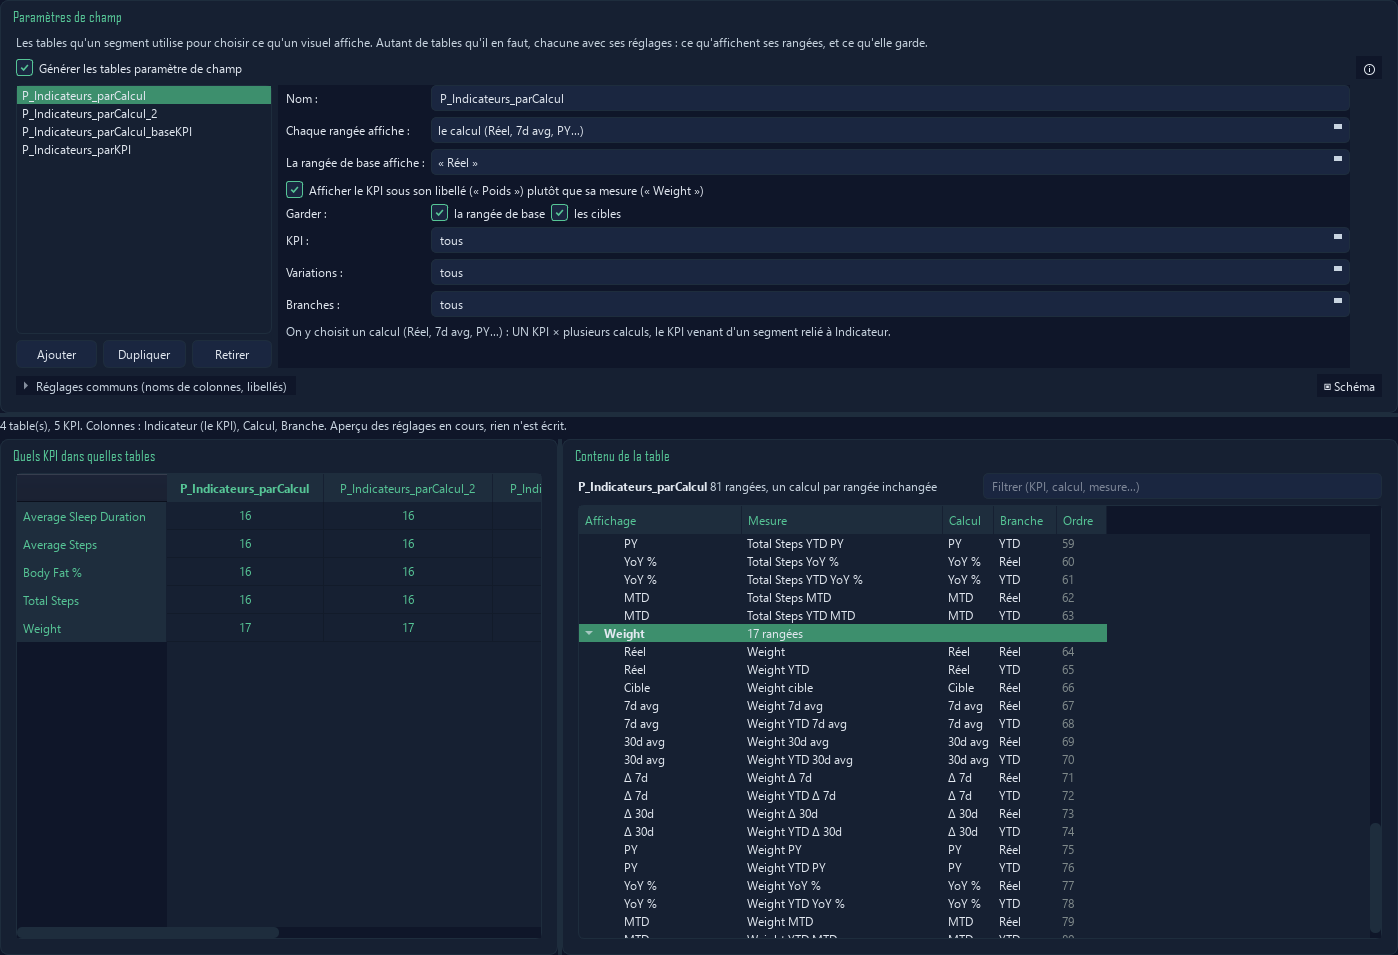 Paramètres de champ
Les tables qu'un segment utilise pour choisir ce qu'un visuel affiche. Autant de tables qu'il en faut, chacune avec ses réglages : ce qu'affichent ses rangées, et ce qu'elle garde.
Générer les tables paramètre de champ
P_Indicateurs_parCalcul
P_Indicateurs_parCalcul_2
P_Indicateurs_parCalcul_baseKPI
P_Indicateurs_parKPI
Ajouter Dupliquer Retirer
Nom : P_Indicateurs_parCalcul
Chaque rangée affiche : le calcul (Réel, 7d avg, PY...)
La rangée de base affiche : « Réel »
Afficher le KPI sous son libellé (« Poids ») plutôt que sa mesure (« Weight »)
Garder : la rangée de base les cibles
KPI : tous
Variations : tous
Branches : tous
On y choisit un calcul (Réel, 7d avg, PY...) : UN KPI × plusieurs calculs, le KPI venant d'un segment relié à Indicateur.
Réglages communs (noms de colonnes, libellés)
Schéma
4 table(s), 5 KPI. Colonnes : Indicateur (le KPI), Calcul, Branche. Aperçu des réglages en cours, rien n'est écrit.
Quels KPI dans quelles tables
P_Indicateurs_parCalcul P_Indicateurs_parCalcul_2 P_Indi
Average Sleep Duration 16 16
Average Steps 16 16
Body Fat % 16 16
Total Steps 16 16
Weight 17 17
Contenu de la table
P_Indicateurs_parCalcul 81 rangées, un calcul par rangée inchangée
Filtrer (KPI, calcul, mesure...)
Affichage Mesure Calcul Branche Ordre
PY Total Steps YTD PY PY YTD 59
YoY % Total Steps YoY % YoY % Réel 60
YoY % Total Steps YTD YoY % YoY % YTD 61
MTD Total Steps MTD MTD Réel 62
MTD Total Steps YTD MTD MTD YTD 63
Weight 17 rangées
Réel Weight Réel Réel 64
Réel Weight YTD Réel YTD 65
Cible Weight cible Cible Réel 66
7d avg Weight 7d avg 7d avg Réel 67
7d avg Weight YTD 7d avg 7d avg YTD 68
30d avg Weight 30d avg 30d avg Réel 69
30d avg Weight YTD 30d avg 30d avg YTD 70
Δ 7d Weight Δ 7d Δ 7d Réel 71
Δ 7d Weight YTD Δ 7d Δ 7d YTD 72
Δ 30d Weight Δ 30d Δ 30d Réel 73
Δ 30d Weight YTD Δ 30d Δ 30d YTD 74
PY Weight PY PY Réel 75
PY Weight YTD PY PY YTD 76
YoY % Weight YoY % YoY % Réel 77
YoY % Weight YTD YoY % YoY % YTD 78
MTD Weight MTD MTD Réel 79
MTD Weight YTD MTD MTD YTD 80